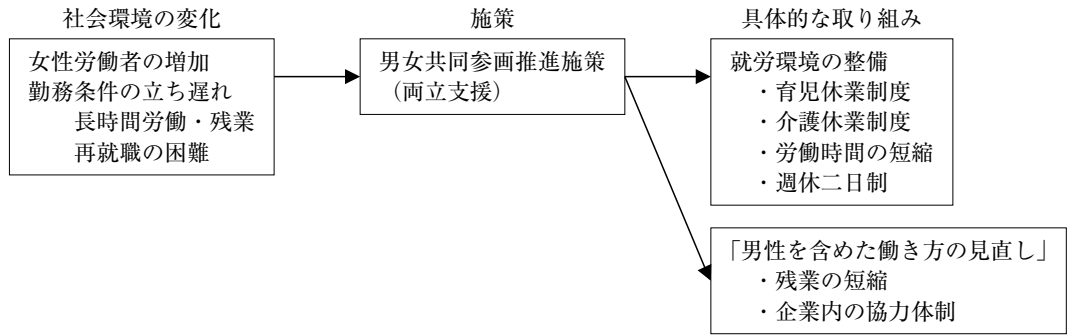 社会環境の変化
女性労働者の増加
勤務条件の立ち遅れ
長時間労働・残業
再就職の困難
施策
男女共同参画推進施策
（両立支援）
具体的な取り組み
就労環境の整備
・育児休業制度
・介護休業制度
・労働時間の短縮
・週休二日制
「男性を含めた働き方の見直し」
・残業の短縮
・企業内の協力体制